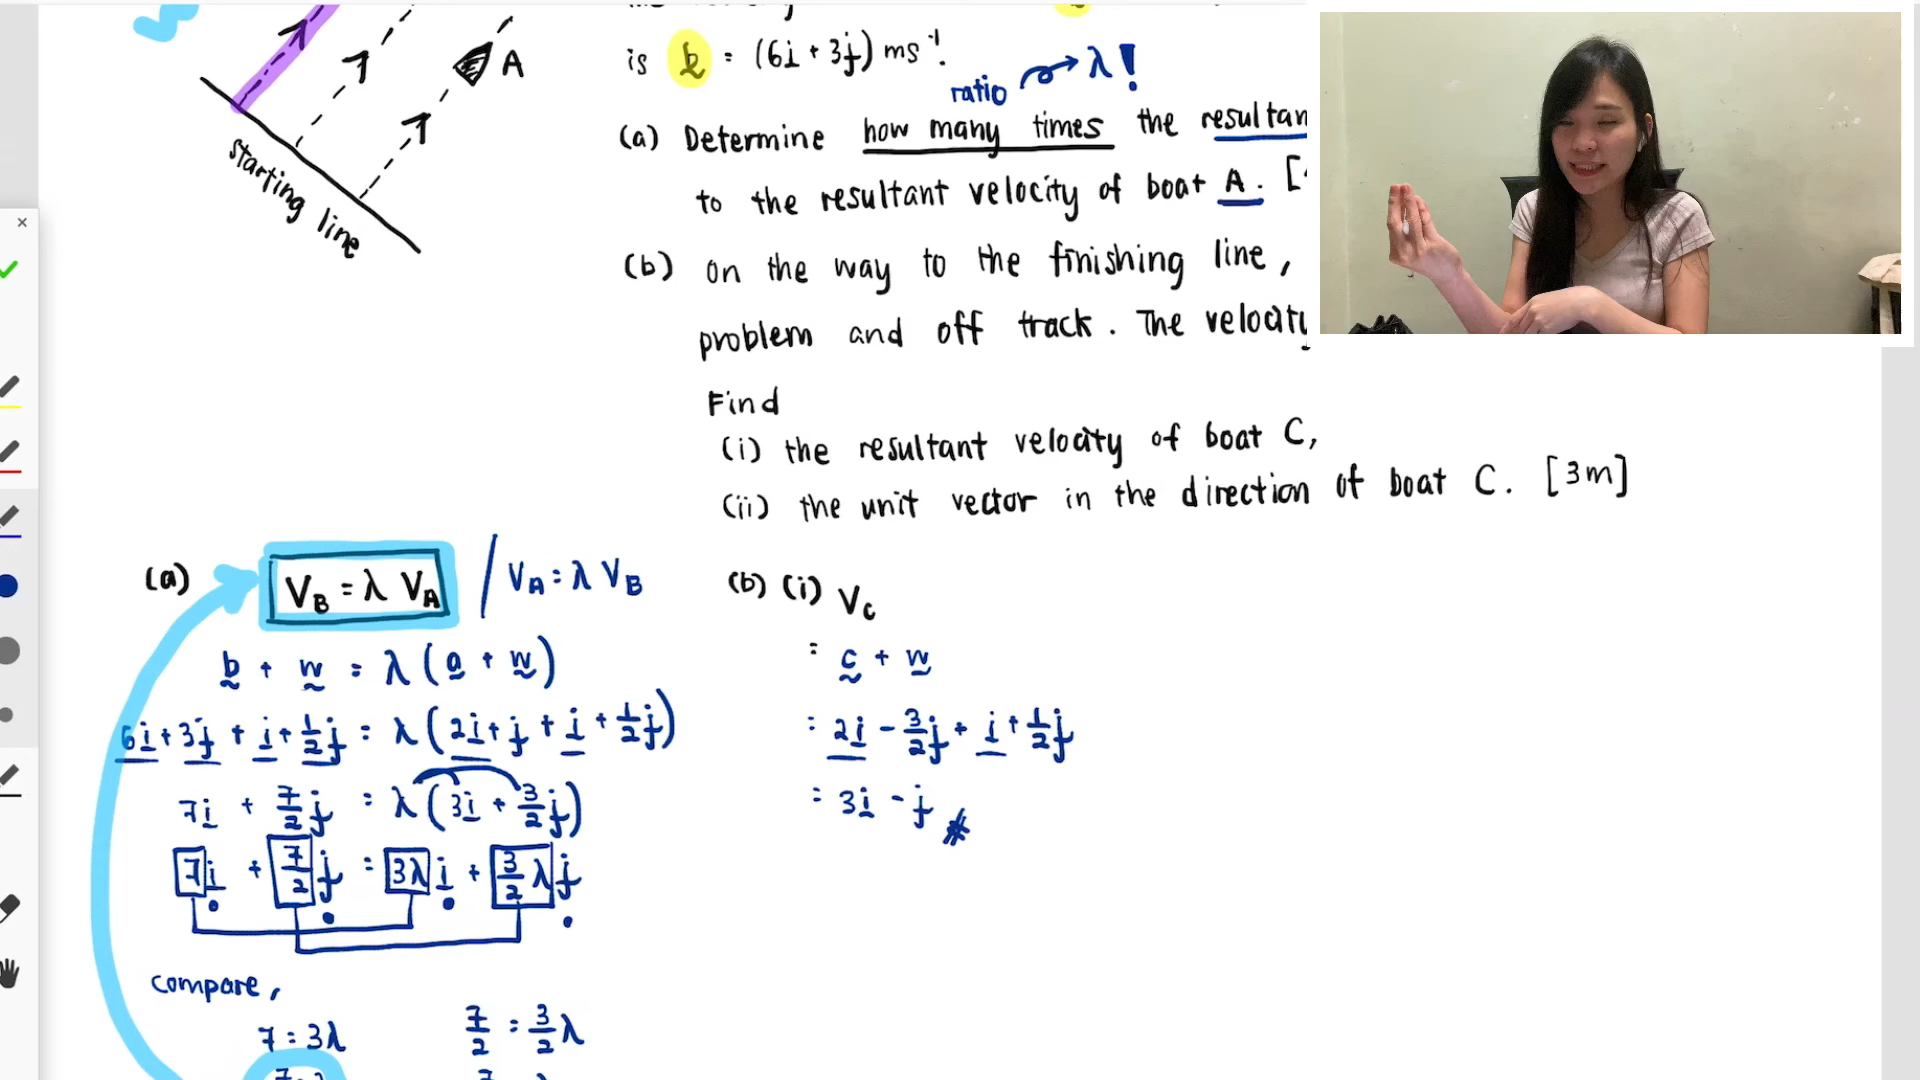 A
starting line
is b = (6i + 3j) ms⁻¹.
ratio → λ!
(a) Determine how many times the resultan
to the resultant velocity of boat A. [
(b) on the way to the finishing line,
problem and off track. The velocity
Find
(i) the resultant velocity of boat C,
(ii) the unit vector in the direction of boat C. [3m]
(a) V_B = λ V_A / V_A = λ V_B
b + w = λ (a + w)
6i + 3j + i + 1/2 j = λ (2i + j + i + 1/2 j)
7i + 7/2 j = λ (3i + 3/2 j)
7i + 7/2 j = 3λ i + 3/2 λ j
compare,
7 = 3λ 7/2 = 3/2 λ
(b) (i) V_C
= c + w
= 2i - 3/2 j + i + 1/2 j
= 3i - j #